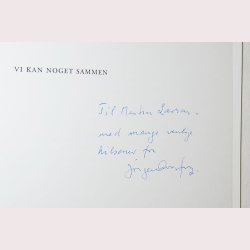 VI KAN NOGET SAMMEN
Til Morten Larsen -
med mange venlige
hilsener fra
Jørgen